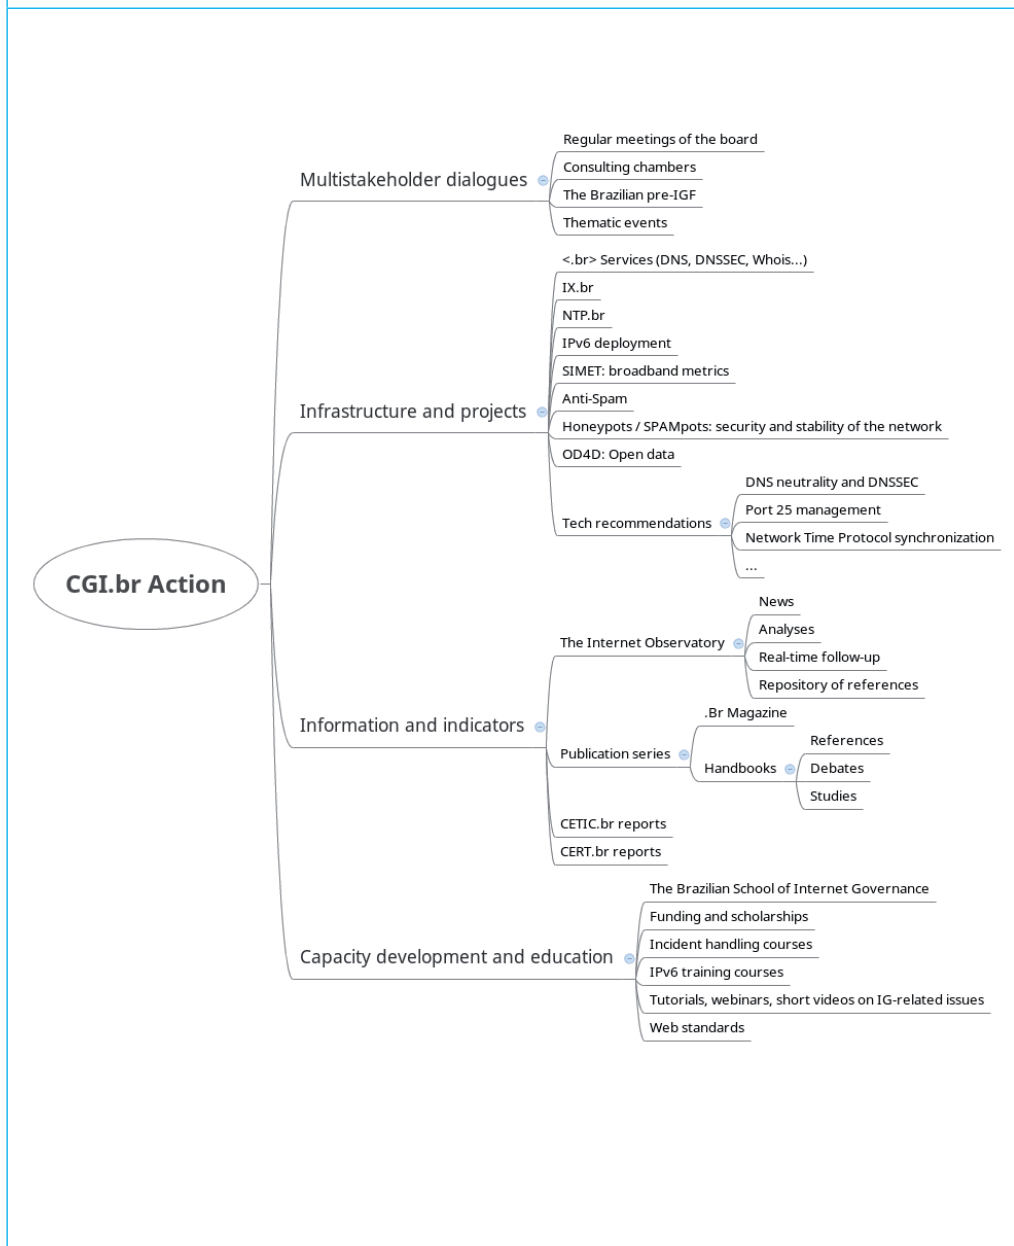 Regular meetings of the board
Consulting chambers
Multistakeholder dialogues
The Brazilian pre-IGF
Thematic events
<.br> Services (DNS, DNSSEC, Whois...)
IX.br
NTP.br
IPv6 deployment
SIMET: broadband metrics
Anti-Spam
Infrastructure and projects
Honeypots / SPAMpots: security and stability of the network
OD4D: Open data
DNS neutrality and DNSSEC
Port 25 management
Tech recommendations
Network Time Protocol synchronization
...
CGI.br Action
News
Analyses
The Internet Observatory
Real-time follow-up
Repository of references
.Br Magazine
Information and indicators
References
Publication series
Handbooks
Debates
Studies
CETIC.br reports
CERT.br reports
The Brazilian School of Internet Governance
Funding and scholarships
Incident handling courses
Capacity development and education
IPv6 training courses
Tutorials, webinars, short videos on IG-related issues
Web standards